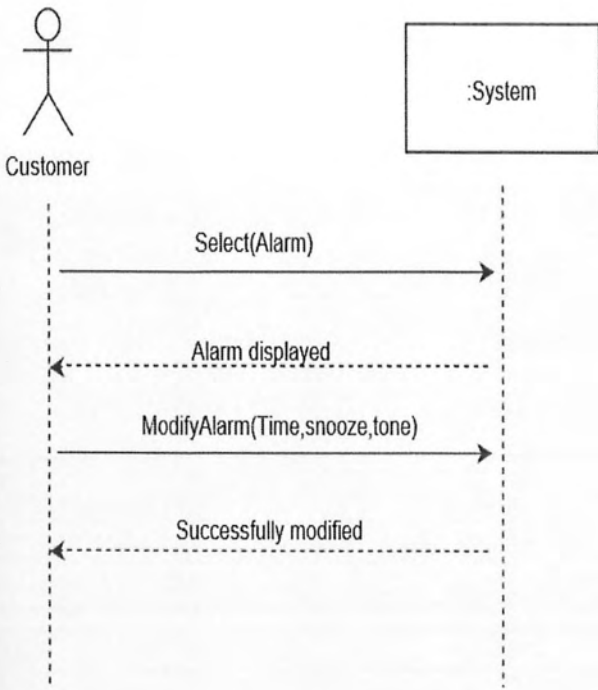 :System
Customer
Select(Alarm)
Alarm displayed
ModifyAlarm(Time,snooze,tone)
Successfully modified